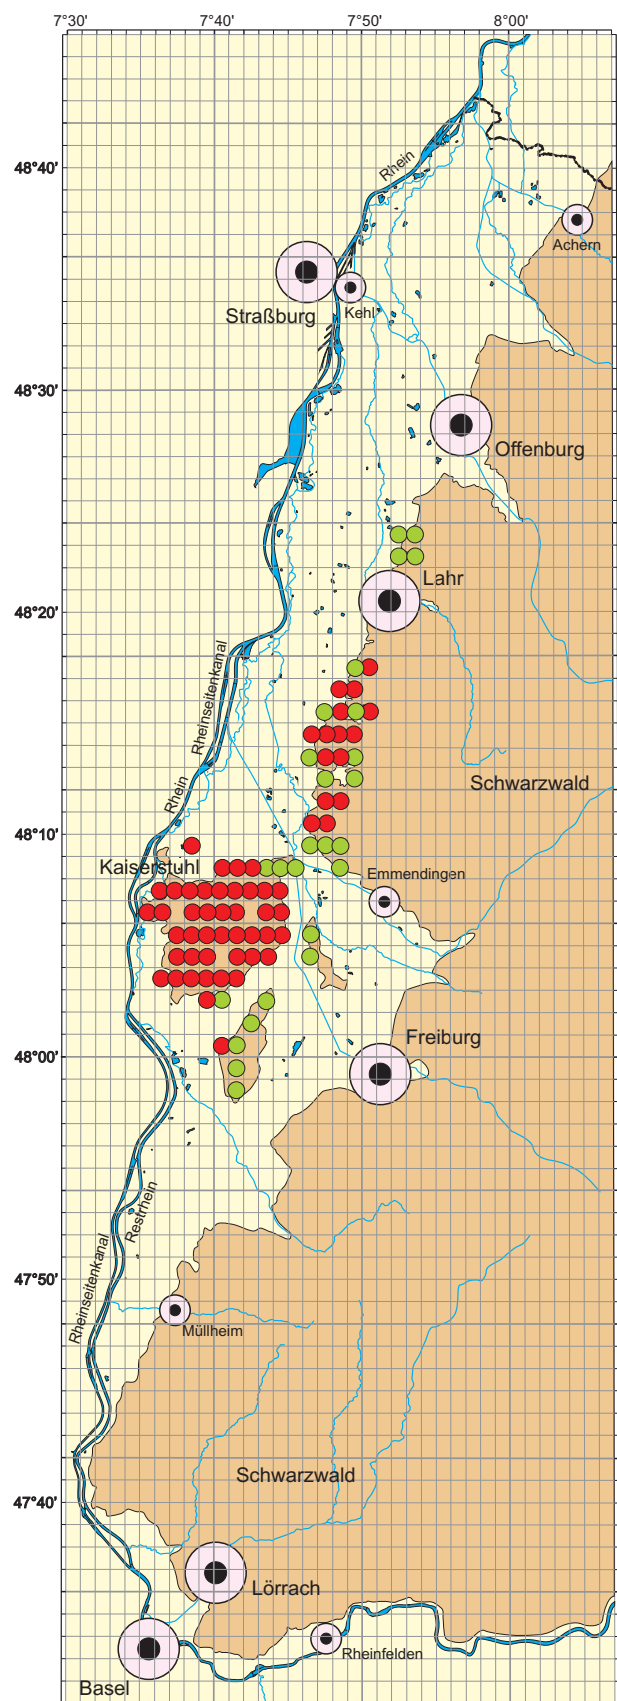 7°30' 7°40' 7°50' 8°00'
48°40'
Rhein
Achern
Straßburg
Kehl
48°30'
Offenburg
Lahr
48°20'
Rheinseitenkanal
Schwarzwald
Rhein
48°10'
Kaiserstuhl
Emmendingen
Freiburg
48°00'
Restrhein
Rheinseitenkanal
47°50'
Müllheim
Schwarzwald
47°40'
Lörrach
Rheinfelden
Basel